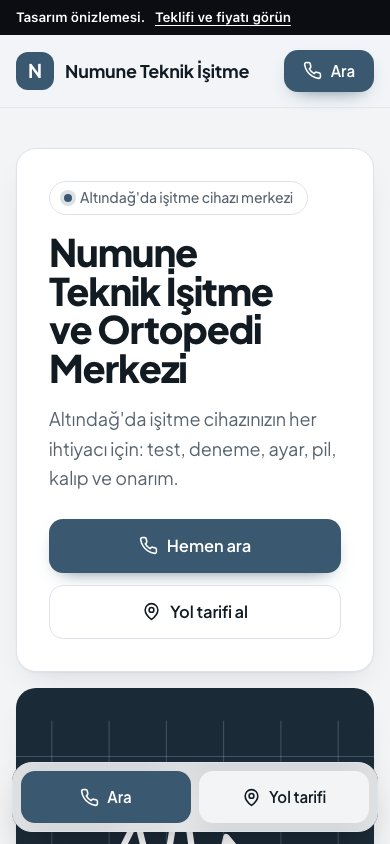 Tasarım önizlemesi. Teklifi ve fiyatı görün
N Numune Teknik İşitme Ara
Altındağ'da işitme cihazı merkezi
Numune
Teknik İşitme
ve Ortopedi
Merkezi
Altındağ'da işitme cihazınızın her
ihtiyacı için: test, deneme, ayar, pil,
kalıp ve onarım.
Hemen ara
Yol tarifi al
Ara Yol tarifi